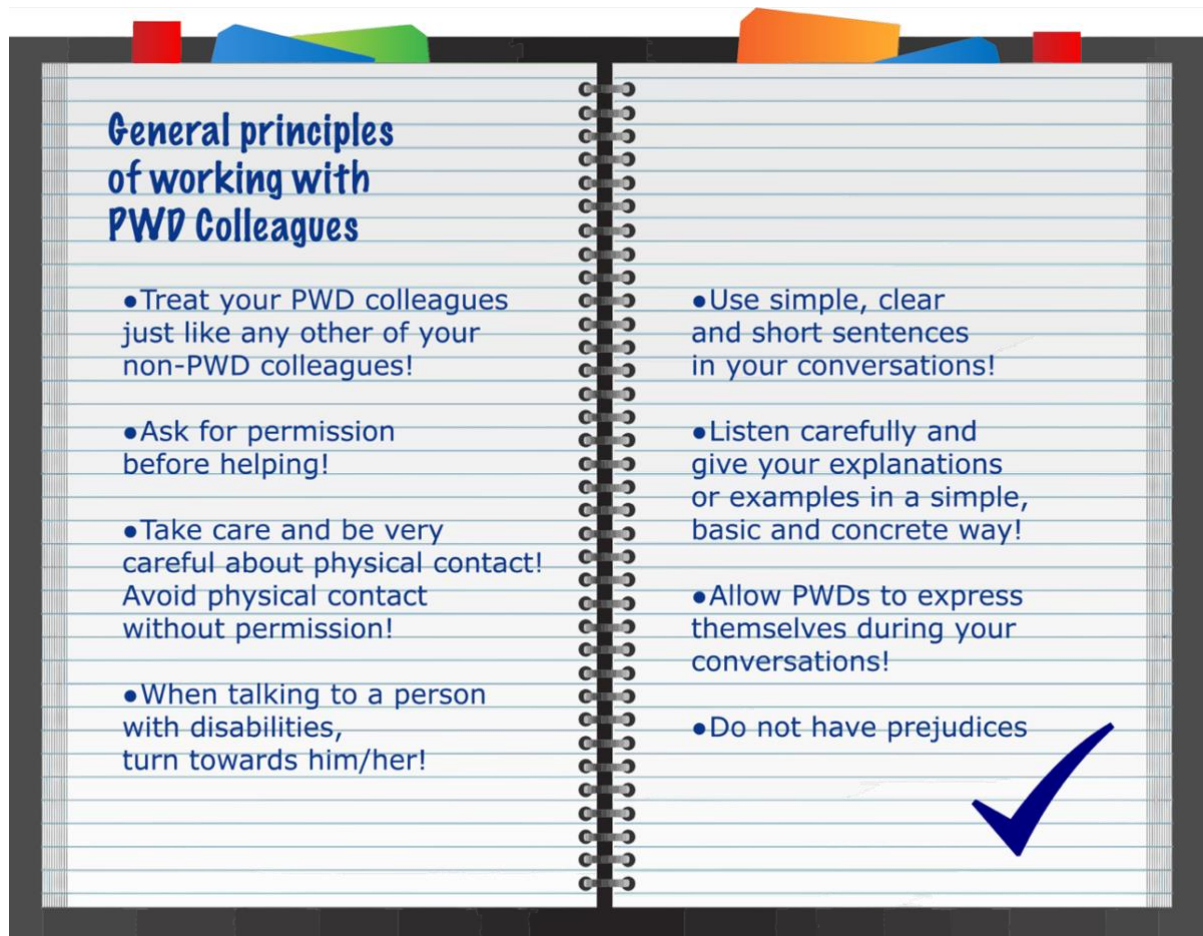 General principles
of working with
PWD Colleagues
●Treat your PWD colleagues
just like any other of your
non-PWD colleagues!
●Ask for permission
before helping!
●Take care and be very
careful about physical contact!
Avoid physical contact
without permission!
●When talking to a person
with disabilities,
turn towards him/her!
●Use simple, clear
and short sentences
in your conversations!
●Listen carefully and
give your explanations
or examples in a simple,
basic and concrete way!
●Allow PWDs to express
themselves during your
conversations!
●Do not have prejudices